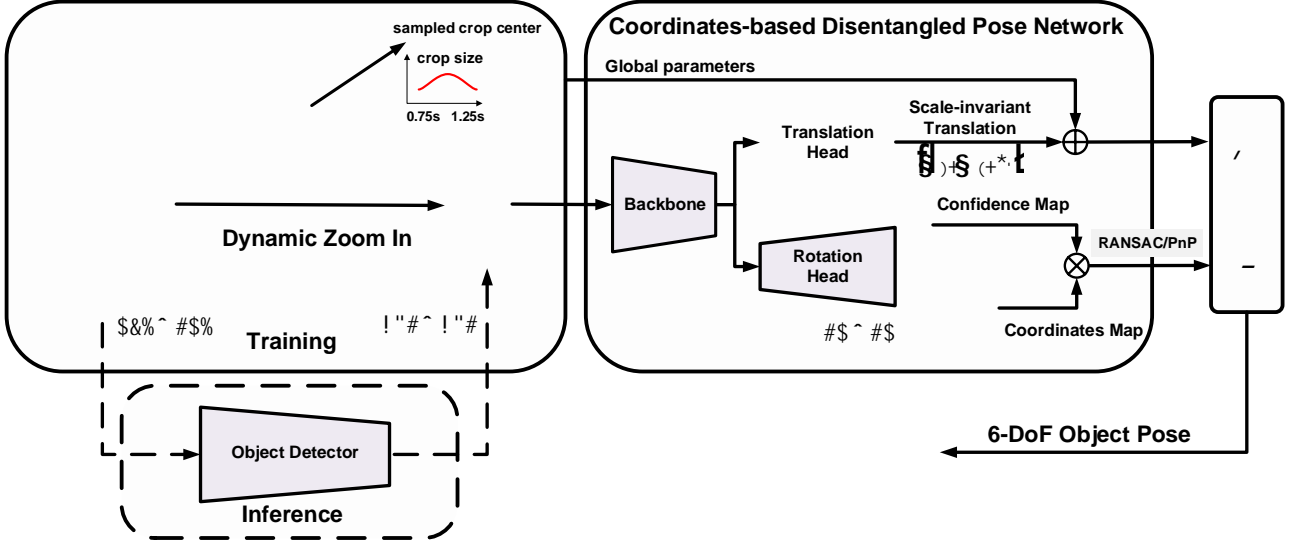 sampled crop center
crop size
0.75s 1.25s
Dynamic Zoom In
$&%ˆ #$%
!"#ˆ !"#
Training
Object Detector
Inference
Coordinates-based Disentangled Pose Network
Global parameters
Translation
Head
Scale-invariant
Translation
Backbone
Confidence Map
Rotation
Head
RANSAC/PnP
#$ˆ #$
Coordinates Map
6-DoF Object Pose